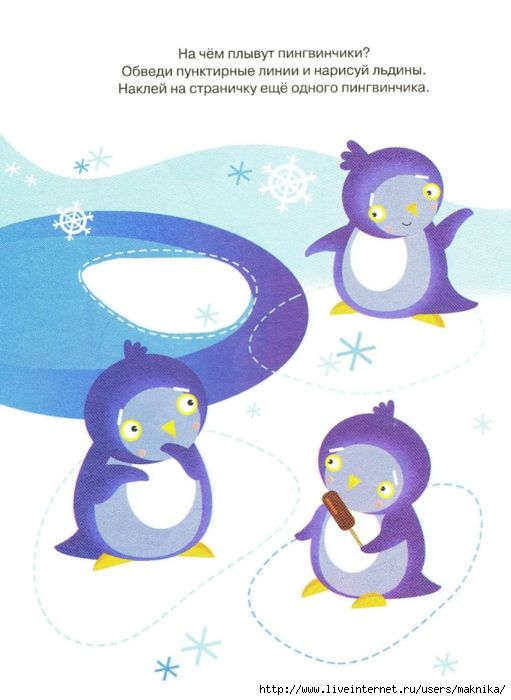 На чём плывут пингвинчики?
Обведи пунктирные линии и нарисуй льдины.
Наклей на страничку ещё одного пингвинчика.
http://www.liveinternet.ru/users/maknika/